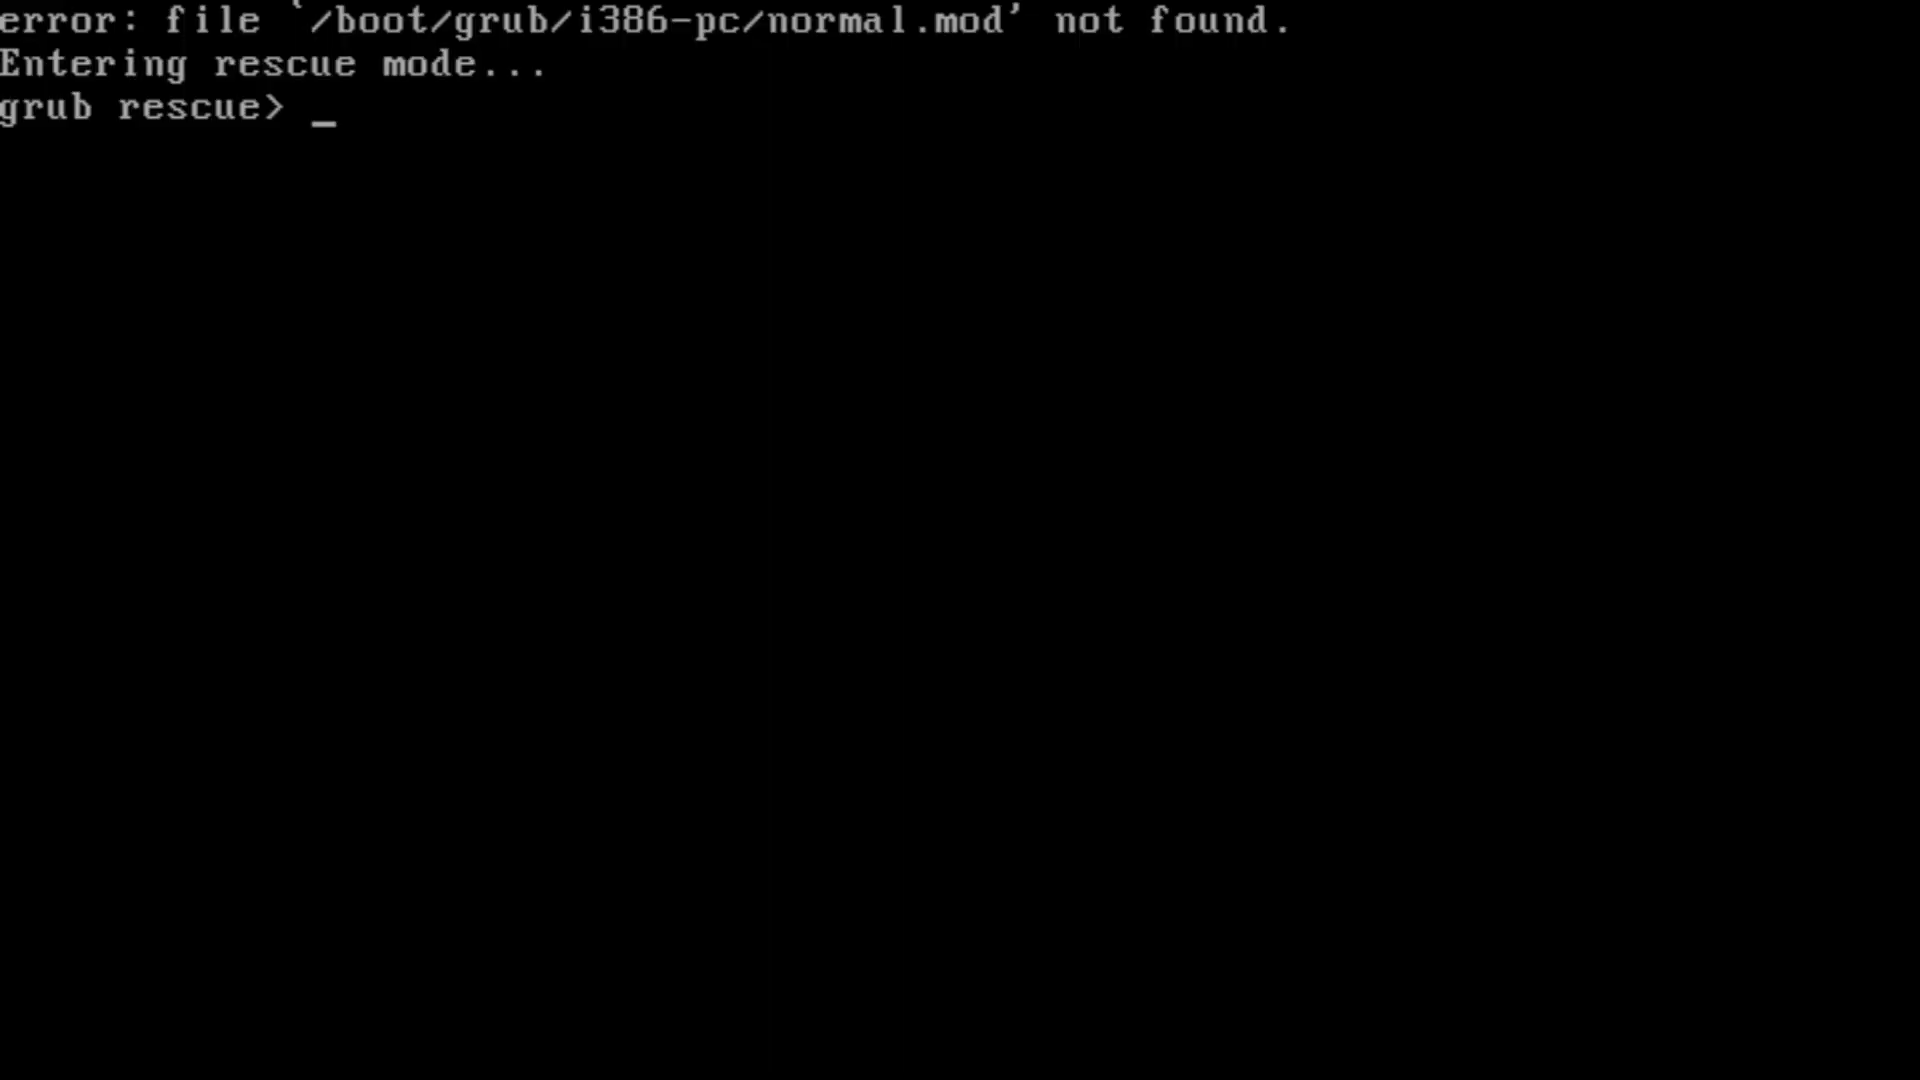 error: file `/boot/grub/i386-pc/normal.mod' not found.
Entering rescue mode...
grub rescue> _